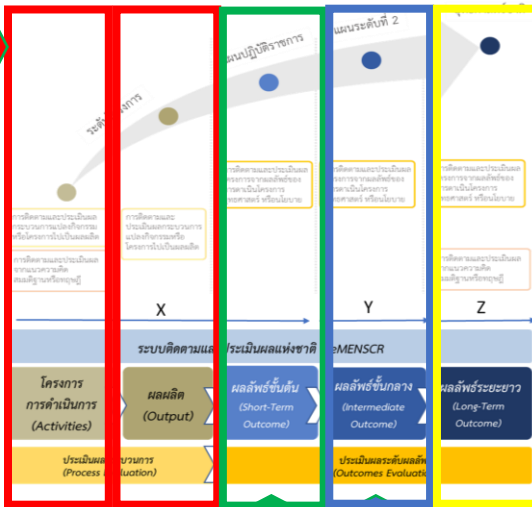 แผนระดับที่ 2
แผนปฏิบัติราชการ
การติดตามและประเมินผล
โครงการจากผลลัพธ์ของ
การดำเนินโครงการ
ยุทธศาสตร์ หรือนโยบาย
การติดตามและประเมินผล
โครงการจากผลลัพธ์ของ
การดำเนินโครงการ
ยุทธศาสตร์ หรือนโยบาย
การติดตามและประเมินผล
โครงการจากผลลัพธ์ของ
การดำเนินโครงการ
ยุทธศาสตร์ หรือนโยบาย
การติดตามและประเมินผล
กระบวนการแปลงกิจกรรม
หรือโครงการไปเป็นผลผลิต
การติดตามและ
ประเมินผลกระบวนการ
แปลงกิจกรรมหรือ
โครงการไปเป็นผลผลิต
การติดตามและประเมินผล
จากแนวความคิด
สมมติฐานหรือทฤษฎี
การติดตามและประเมินผล
จากแนวความคิด
สมมติฐานหรือทฤษฎี
X
Y
Z
ระบบติดตามและประเมินผลแห่งชาติ eMENSCR
โครงการ
การดำเนินการ
(Activities)
ผลผลิต
(Output)
ผลลัพธ์ขั้นต้น
(Short-Term
Outcome)
ผลลัพธ์ขั้นกลาง
(Intermediate
Outcome)
ผลลัพธ์ระยะยาว
(Long-Term
Outcome)
ประเมินผลกระบวนการ
(Process Evaluation)
ประเมินผลระดับผลลัพธ์
(Outcomes Evaluation)